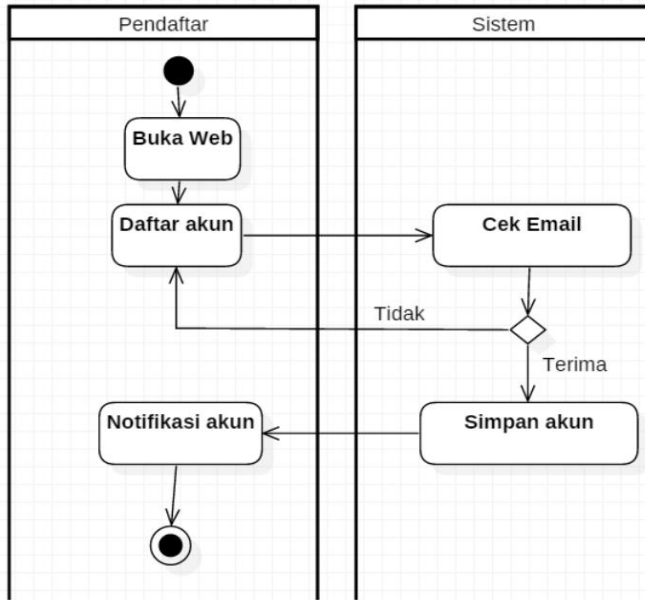 Pendaftar
Sistem
Buka Web
Daftar akun
Cek Email
Tidak
Terima
Notifikasi akun
Simpan akun